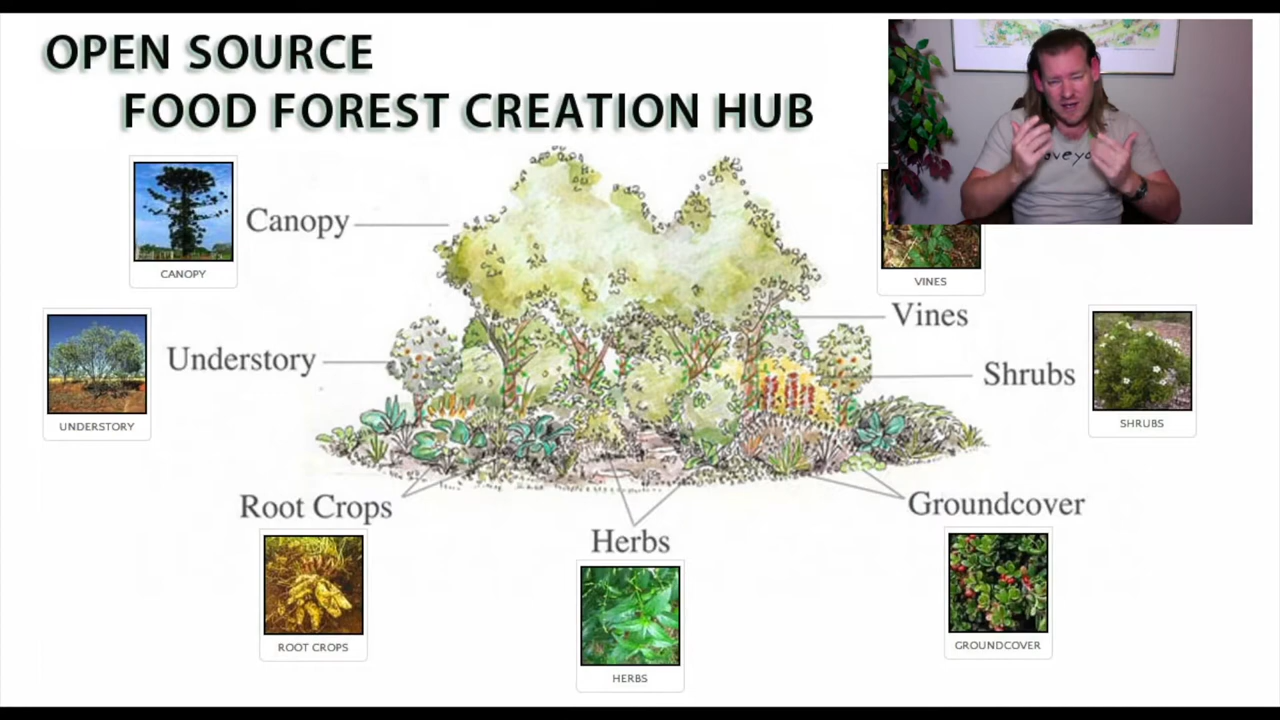 OPEN SOURCE
FOOD FOREST CREATION HUB
Canopy
CANOPY
VINES
Vines
Understory
UNDERSTORY
Shrubs
SHRUBS
Root Crops
ROOT CROPS
Herbs
HERBS
Groundcover
GROUNDCOVER